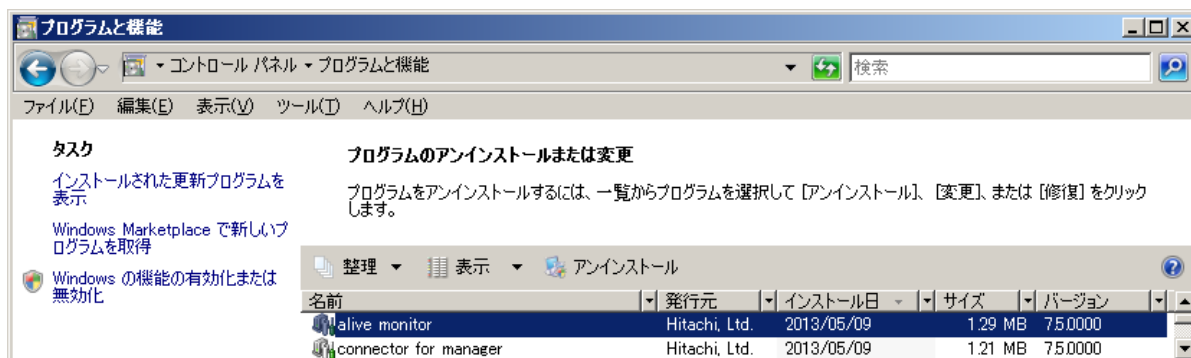 プログラムと機能
コントロール パネル ▾ プログラムと機能
検索
ファイル(F) 編集(E) 表示(V) ツール(T) ヘルプ(H)
タスク
インストールされた更新プログラムを
表示
Windows Marketplace で新しいプ
ログラムを取得
Windows の機能の有効化または
無効化
プログラムのアンインストールまたは変更
プログラムをアンインストールするには、一覧からプログラムを選択して [アンインストール]、[変更]、または [修復] をクリック
します。
整理 表示 アンインストール
名前 発行元 インストール日 サイズ バージョン
alive monitor Hitachi, Ltd. 2013/05/09 1.29 MB 7.5.0000
connector for manager Hitachi, Ltd. 2013/05/09 1.21 MB 7.5.0000